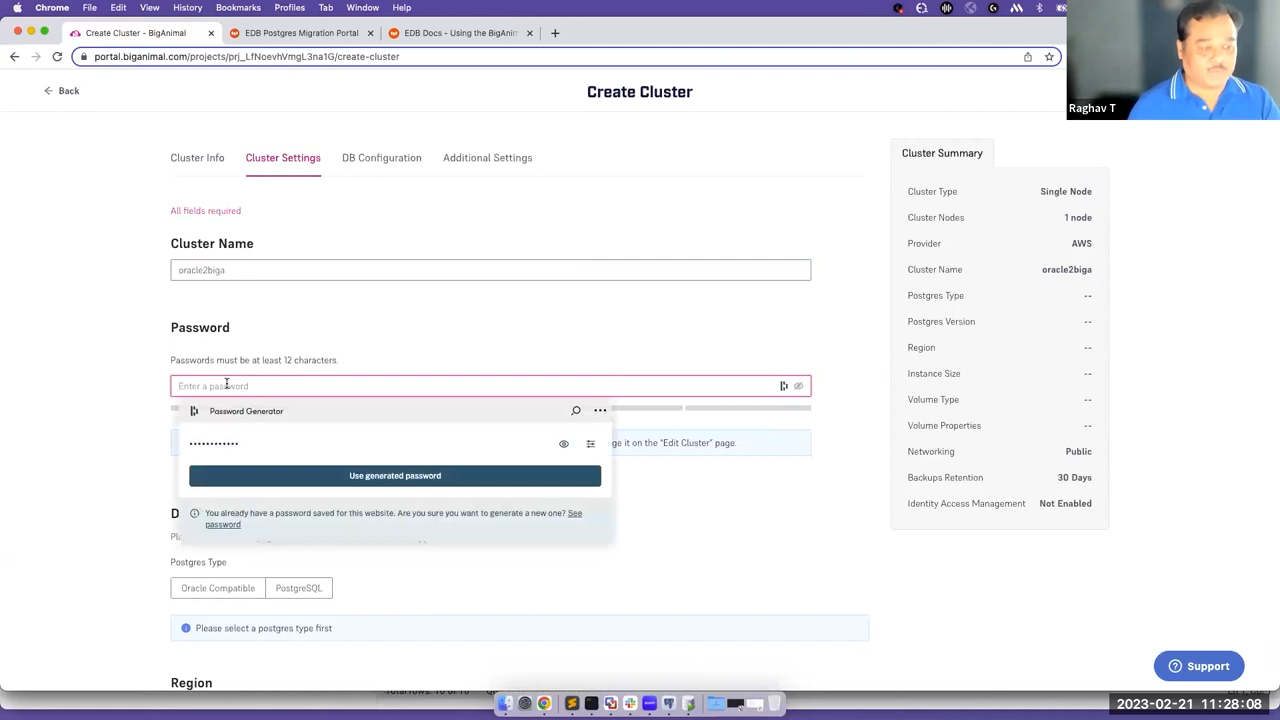 Chrome File Edit View History Bookmarks Profiles Tab Window Help
Create Cluster - BigAnimal
EDB Postgres Migration Portal
EDB Docs - Using the BigAnim
portal.biganimal.com/projects/prj_LfNoevhVmgL3na1G/create-cluster
Raghav T
Back
Create Cluster
Cluster Info Cluster Settings DB Configuration Additional Settings
All fields required
Cluster Name
oracle2biga
Password
Passwords must be at least 12 characters.
Enter a password
Password Generator
••••••••••••
ge it on the "Edit Cluster" page.
Use generated password
You already have a password saved for this website. Are you sure you want to generate a new one? See
password
D
Postgres Type
Oracle Compatible PostgreSQL
Please select a postgres type first
Region
Cluster Summary
Cluster Type Single Node
Cluster Nodes 1 node
Provider AWS
Cluster Name oracle2biga
Postgres Type --
Postgres Version --
Region --
Instance Size --
Volume Type --
Volume Properties --
Networking Public
Backups Retention 30 Days
Identity Access Management Not Enabled
Support
2023-02-21 11:28:08